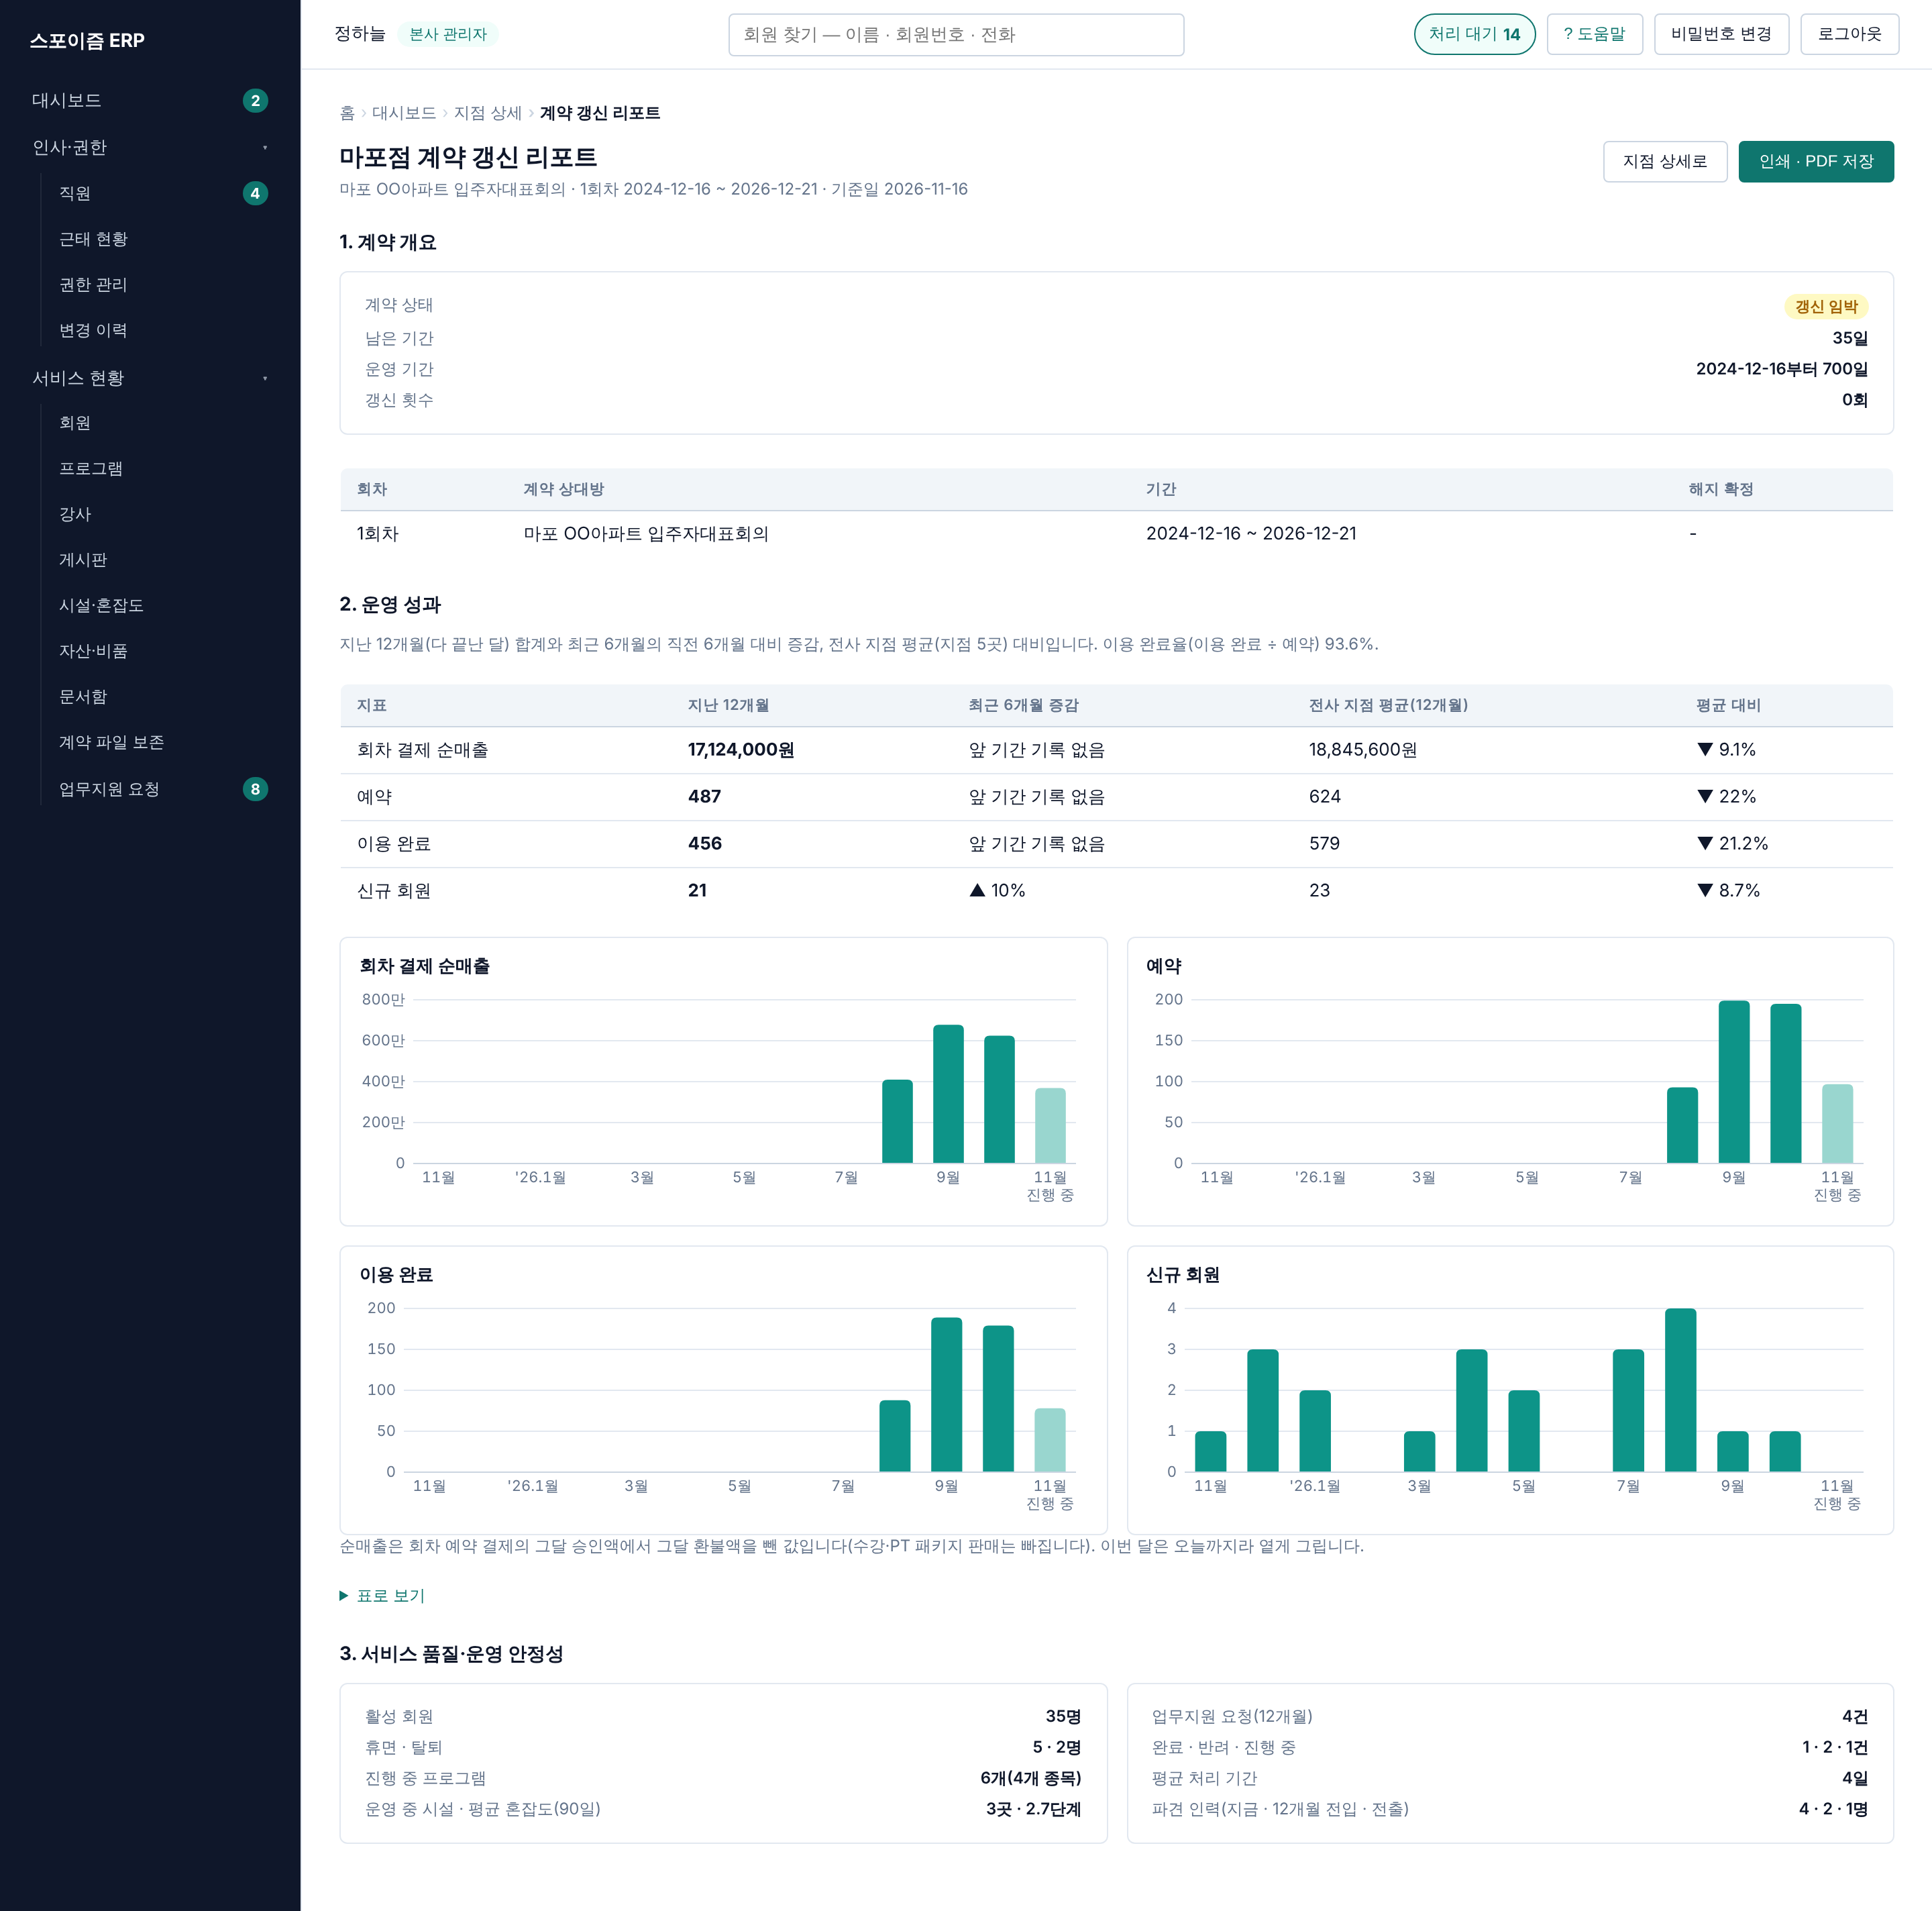 스포이즘 ERP
대시보드 2
인사·권한
직원 4
근태 현황
권한 관리
변경 이력
서비스 현황
회원
프로그램
강사
게시판
시설·혼잡도
자산·비품
문서함
계약 파일 보존
업무지원 요청 8
정하늘 본사 관리자 회원 찾기 — 이름 · 회원번호 · 전화 처리 대기 14 ? 도움말 비밀번호 변경 로그아웃
홈 › 대시보드 › 지점 상세 › 계약 갱신 리포트
마포점 계약 갱신 리포트 지점 상세로 인쇄 · PDF 저장
마포 OO아파트 입주자대표회의 · 1회차 2024-12-16 ~ 2026-12-21 · 기준일 2026-11-16
1. 계약 개요
계약 상태 갱신 임박
남은 기간 35일
운영 기간 2024-12-16부터 700일
갱신 횟수 0회
회차 계약 상대방 기간 해지 확정
1회차 마포 OO아파트 입주자대표회의 2024-12-16 ~ 2026-12-21 -
2. 운영 성과
지난 12개월(다 끝난 달) 합계와 최근 6개월의 직전 6개월 대비 증감, 전사 지점 평균(지점 5곳) 대비입니다. 이용 완료율(이용 완료 ÷ 예약) 93.6%.
지표 지난 12개월 최근 6개월 증감 전사 지점 평균(12개월) 평균 대비
회차 결제 순매출 17,124,000원 앞 기간 기록 없음 18,845,600원 ▼ 9.1%
예약 487 앞 기간 기록 없음 624 ▼ 22%
이용 완료 456 앞 기간 기록 없음 579 ▼ 21.2%
신규 회원 21 ▲ 10% 23 ▼ 8.7%
회차 결제 순매출
800만
600만
400만
200만
0
11월 '26.1월 3월 5월 7월 9월 11월
진행 중
예약
200
150
100
50
0
11월 '26.1월 3월 5월 7월 9월 11월
진행 중
이용 완료
200
150
100
50
0
11월 '26.1월 3월 5월 7월 9월 11월
진행 중
신규 회원
4
3
2
1
0
11월 '26.1월 3월 5월 7월 9월 11월
진행 중
순매출은 회차 예약 결제의 그달 승인액에서 그달 환불액을 뺀 값입니다(수강·PT 패키지 판매는 빠집니다). 이번 달은 오늘까지라 옅게 그립니다.
▶ 표로 보기
3. 서비스 품질·운영 안정성
활성 회원 35명
휴면 · 탈퇴 5 · 2명
진행 중 프로그램 6개(4개 종목)
운영 중 시설 · 평균 혼잡도(90일) 3곳 · 2.7단계
업무지원 요청(12개월) 4건
완료 · 반려 · 진행 중 1 · 2 · 1건
평균 처리 기간 4일
파견 인력(지금 · 12개월 전입 · 전출) 4 · 2 · 1명